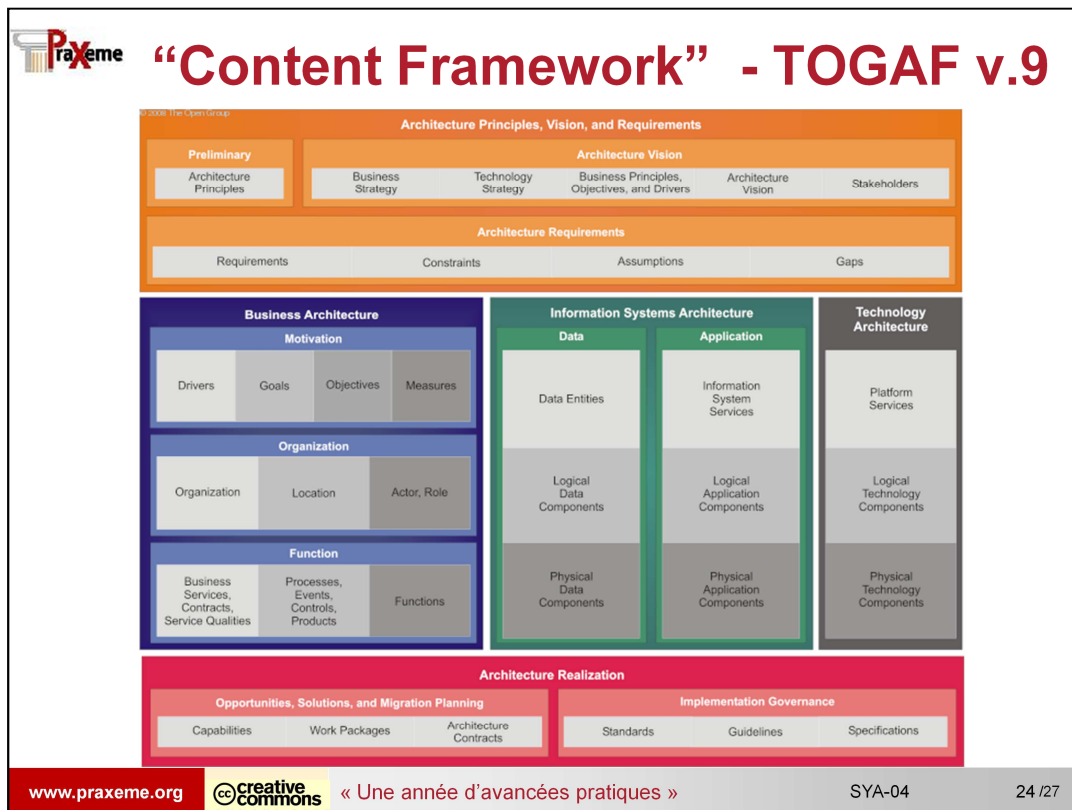 PraXeme
“Content Framework” - TOGAF v.9
© 2008 The Open Group
Architecture Principles, Vision, and Requirements
Preliminary
Architecture
Principles
Architecture Vision
Business
Strategy
Technology
Strategy
Business Principles,
Objectives, and Drivers
Architecture
Vision
Stakeholders
Architecture Requirements
Requirements
Constraints
Assumptions
Gaps
Business Architecture
Motivation
Drivers
Goals
Objectives
Measures
Organization
Organization
Location
Actor, Role
Function
Business
Services,
Contracts,
Service Qualities
Processes,
Events,
Controls,
Products
Functions
Information Systems Architecture
Data
Data Entities
Logical
Data
Components
Physical
Data
Components
Application
Information
System
Services
Logical
Application
Components
Physical
Application
Components
Technology
Architecture
Platform
Services
Logical
Technology
Components
Physical
Technology
Components
Architecture Realization
Opportunities, Solutions, and Migration Planning
Capabilities
Work Packages
Architecture
Contracts
Implementation Governance
Standards
Guidelines
Specifications
www.praxeme.org
cc creative
commons
« Une année d’avancées pratiques »
SYA-04
24 /27